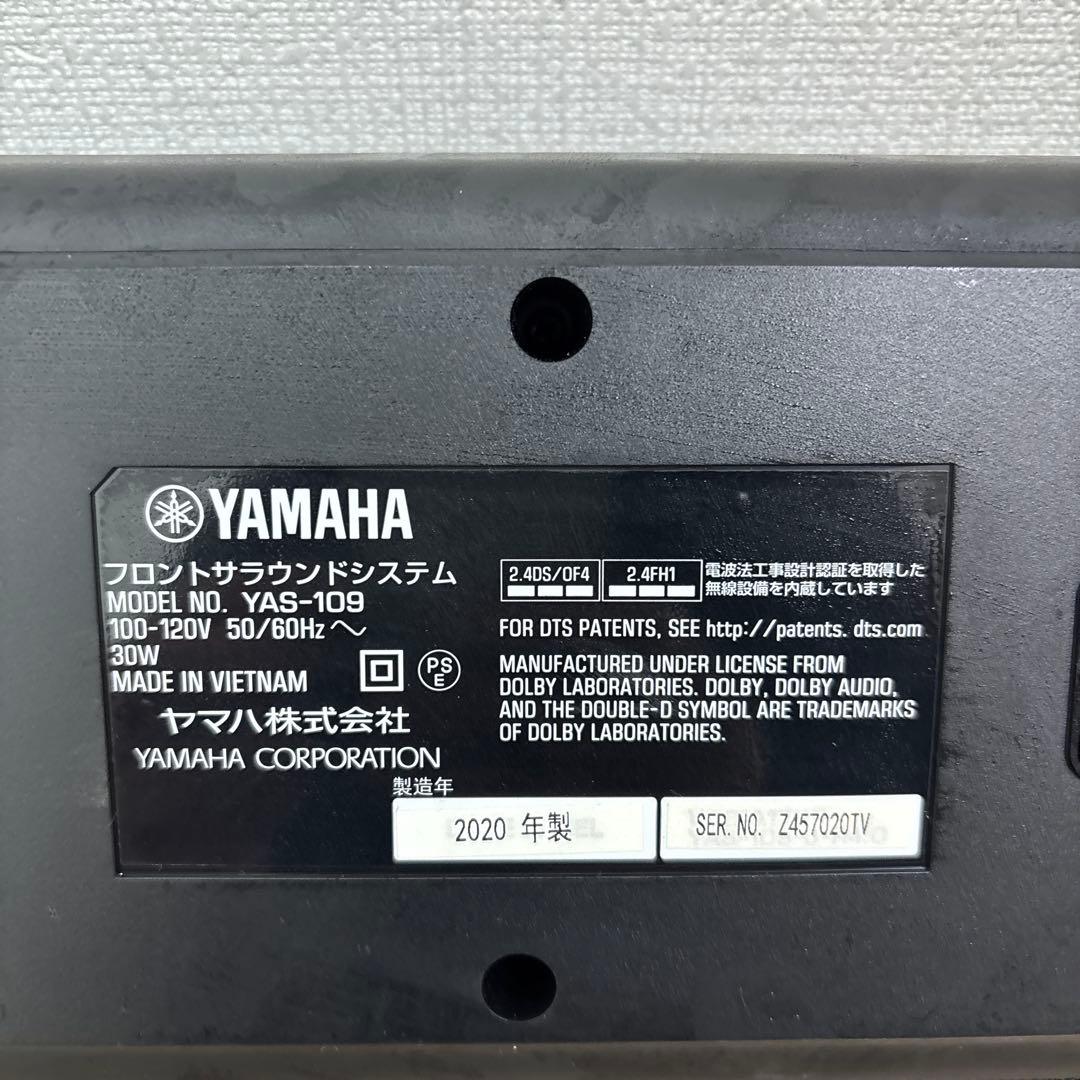 YAMAHA
フロントサラウンドシステム
MODEL NO. YAS-109
100-120V 50/60Hz ～
30W
MADE IN VIETNAM
PSE
ヤマハ株式会社
YAMAHA CORPORATION
2.4DS/OF4
2.4FH1
電波法工事設計認証を取得した
無線設備を内蔵しています
FOR DTS PATENTS, SEE http://patents.dts.com
MANUFACTURED UNDER LICENSE FROM
DOLBY LABORATORIES. DOLBY, DOLBY AUDIO,
AND THE DOUBLE-D SYMBOL ARE TRADEMARKS
OF DOLBY LABORATORIES.
製造年
2020 年製
SER. NO. Z457020TV